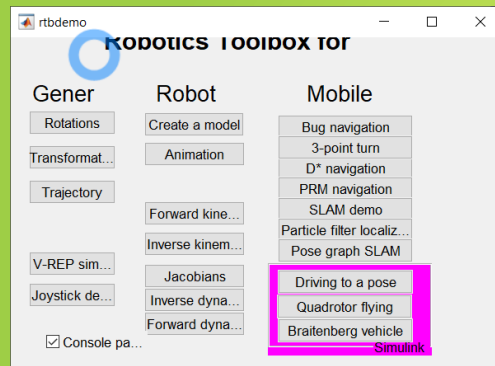 rtbdemo
Robotics Toolbox for
Gener
Rotations
Transformat...
Trajectory
V-REP sim...
Joystick de...
Console pa...
Robot
Create a model
Animation
Forward kine...
Inverse kinem...
Jacobians
Inverse dyna...
Forward dyna...
Mobile
Bug navigation
3-point turn
D* navigation
PRM navigation
SLAM demo
Particle filter localiz...
Pose graph SLAM
Driving to a pose
Quadrotor flying
Braitenberg vehicle
Simulink